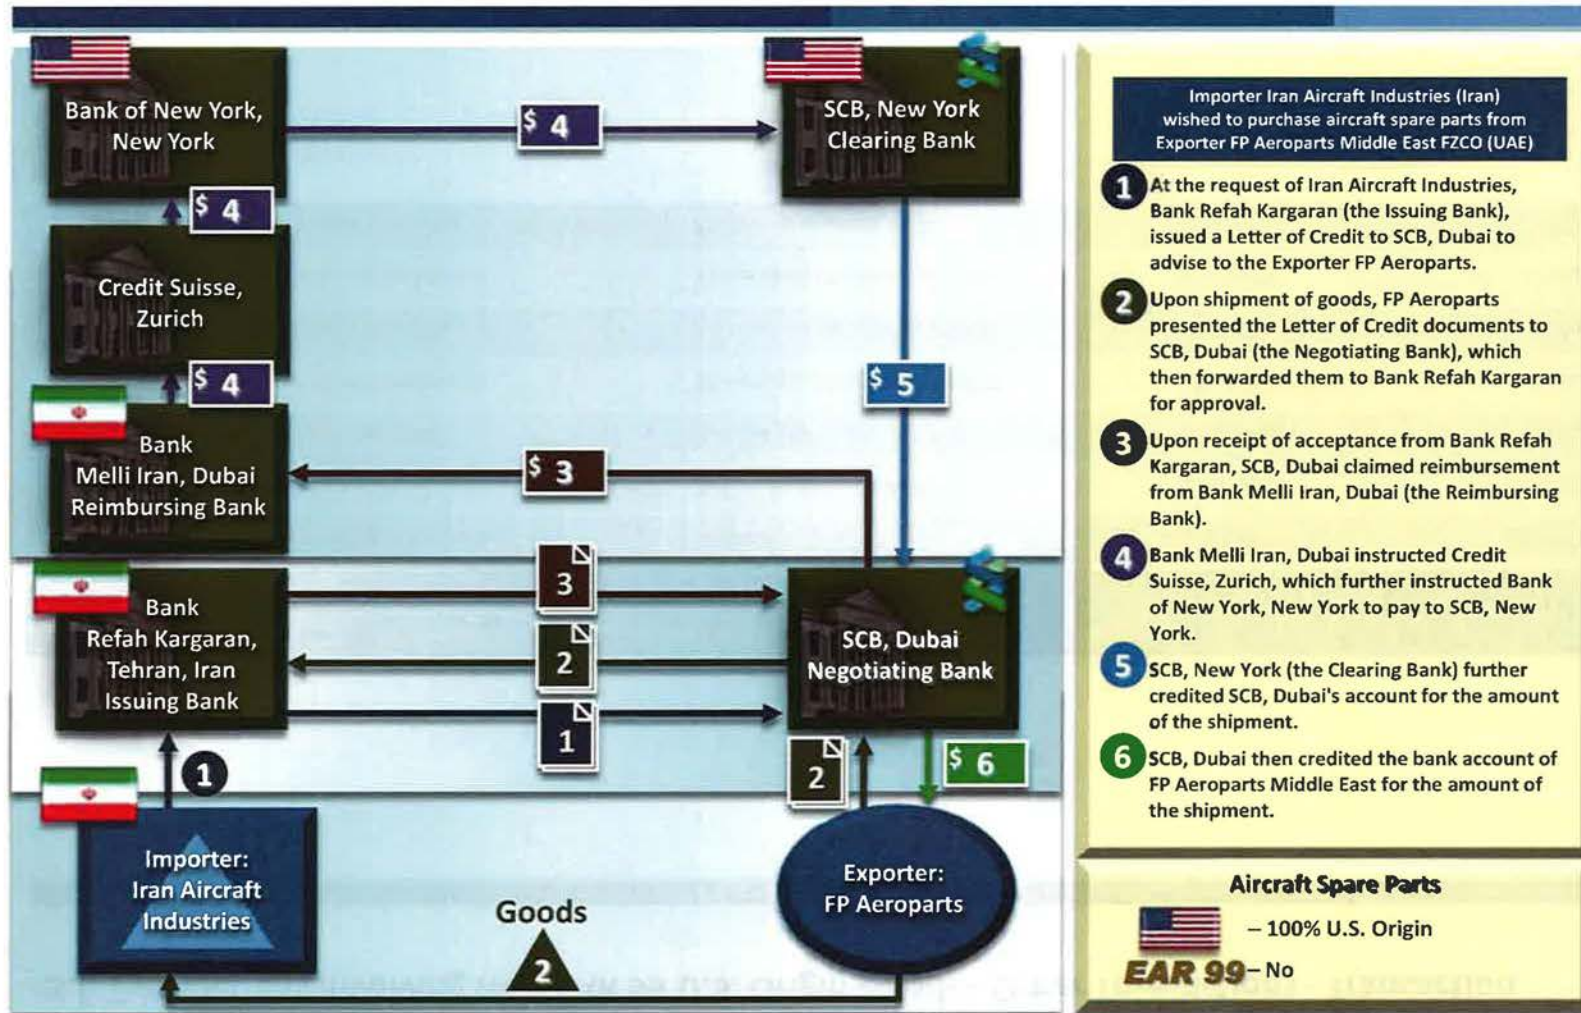 Bank of New York,
New York
$ 4
SCB, New York
Clearing Bank
$ 4
Credit Suisse,
Zurich
$ 4
$ 5
Bank
Melli Iran, Dubai
Reimbursing Bank
$ 3
Bank
Refah Kargaran,
Tehran, Iran
Issuing Bank
3
2
1
SCB, Dubai
Negotiating Bank
1
2
$ 6
Importer:
Iran Aircraft
Industries
Goods
2
Exporter:
FP Aeroparts
Importer Iran Aircraft Industries (Iran)
wished to purchase aircraft spare parts from
Exporter FP Aeroparts Middle East FZCO (UAE)
1 At the request of Iran Aircraft Industries,
Bank Refah Kargaran (the Issuing Bank),
issued a Letter of Credit to SCB, Dubai to
advise to the Exporter FP Aeroparts.
2 Upon shipment of goods, FP Aeroparts
presented the Letter of Credit documents to
SCB, Dubai (the Negotiating Bank), which
then forwarded them to Bank Refah Kargaran
for approval.
3 Upon receipt of acceptance from Bank Refah
Kargaran, SCB, Dubai claimed reimbursement
from Bank Melli Iran, Dubai (the Reimbursing
Bank).
4 Bank Melli Iran, Dubai instructed Credit
Suisse, Zurich, which further instructed Bank
of New York, New York to pay to SCB, New
York.
5 SCB, New York (the Clearing Bank) further
credited SCB, Dubai's account for the amount
of the shipment.
6 SCB, Dubai then credited the bank account of
FP Aeroparts Middle East for the amount of
the shipment.
Aircraft Spare Parts
– 100% U.S. Origin
EAR 99 – No